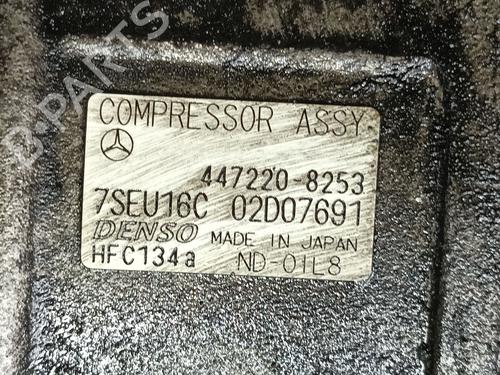 B-PARTS
COMPRESSOR ASSY
447220-8253
7SEU16C 02D07691
DENSO MADE IN JAPAN
HFC134a ND-OIL8